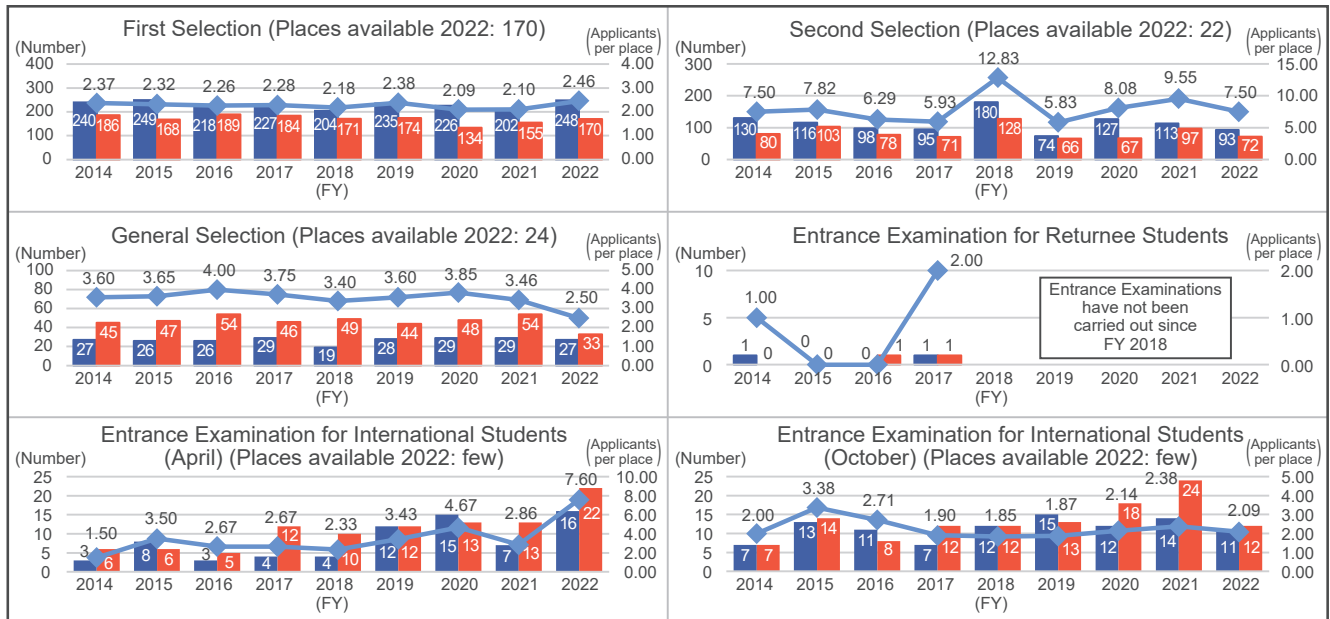 First Selection (Places available 2022: 170)
(Number)
(Applicants per place)
400
300
200
100
0
4.00
3.00
2.00
1.00
0.00
2.37 2.32 2.26 2.28 2.18 2.38 2.09 2.10 2.46
240 186 249 168 218 189 227 184 204 171 235 174 226 134 202 155 248 170
2014 2015 2016 2017 2018 2019 2020 2021 2022
(FY)
Second Selection (Places available 2022: 22)
(Number)
(Applicants per place)
300
200
100
0
15.00
10.00
5.00
0.00
7.50 7.82 6.29 5.93 12.83 5.83 8.08 9.55 7.50
130 80 116 103 98 78 95 71 180 128 74 66 127 67 113 97 93 72
2014 2015 2016 2017 2018 2019 2020 2021 2022
(FY)
General Selection (Places available 2022: 24)
(Number)
(Applicants per place)
100
80
60
40
20
0
5.00
4.00
3.00
2.00
1.00
0.00
3.60 3.65 4.00 3.75 3.40 3.60 3.85 3.46 2.50
27 45 26 47 26 54 29 46 19 49 28 44 29 48 29 54 27 33
2014 2015 2016 2017 2018 2019 2020 2021 2022
(FY)
Entrance Examination for Returnee Students
(Number)
(Applicants per place)
10
5
0
2.00
1.00
0.00
1.00 0 0 2.00
1 0 0 1 1 1
Entrance Examinations
have not been
carried out since
FY 2018
2014 2015 2016 2017 2018 2019 2020 2021 2022
(FY)
Entrance Examination for International Students
(April) (Places available 2022: few)
(Number)
(Applicants per place)
25
20
15
10
5
0
10.00
8.00
6.00
4.00
2.00
0.00
1.50 3.50 2.67 2.67 2.33 3.43 4.67 2.86 7.60
3 6 8 6 3 5 4 12 4 10 12 12 15 13 7 13 16 22
2014 2015 2016 2017 2018 2019 2020 2021 2022
(FY)
Entrance Examination for International Students
(October) (Places available 2022: few)
(Number)
(Applicants per place)
25
20
15
10
5
0
5.00
4.00
3.00
2.00
1.00
0.00
2.00 3.38 2.71 1.90 1.85 1.87 2.14 2.38 2.09
7 7 13 14 11 8 7 12 12 12 15 13 12 18 14 24 11 12
2014 2015 2016 2017 2018 2019 2020 2021 2022
(FY)